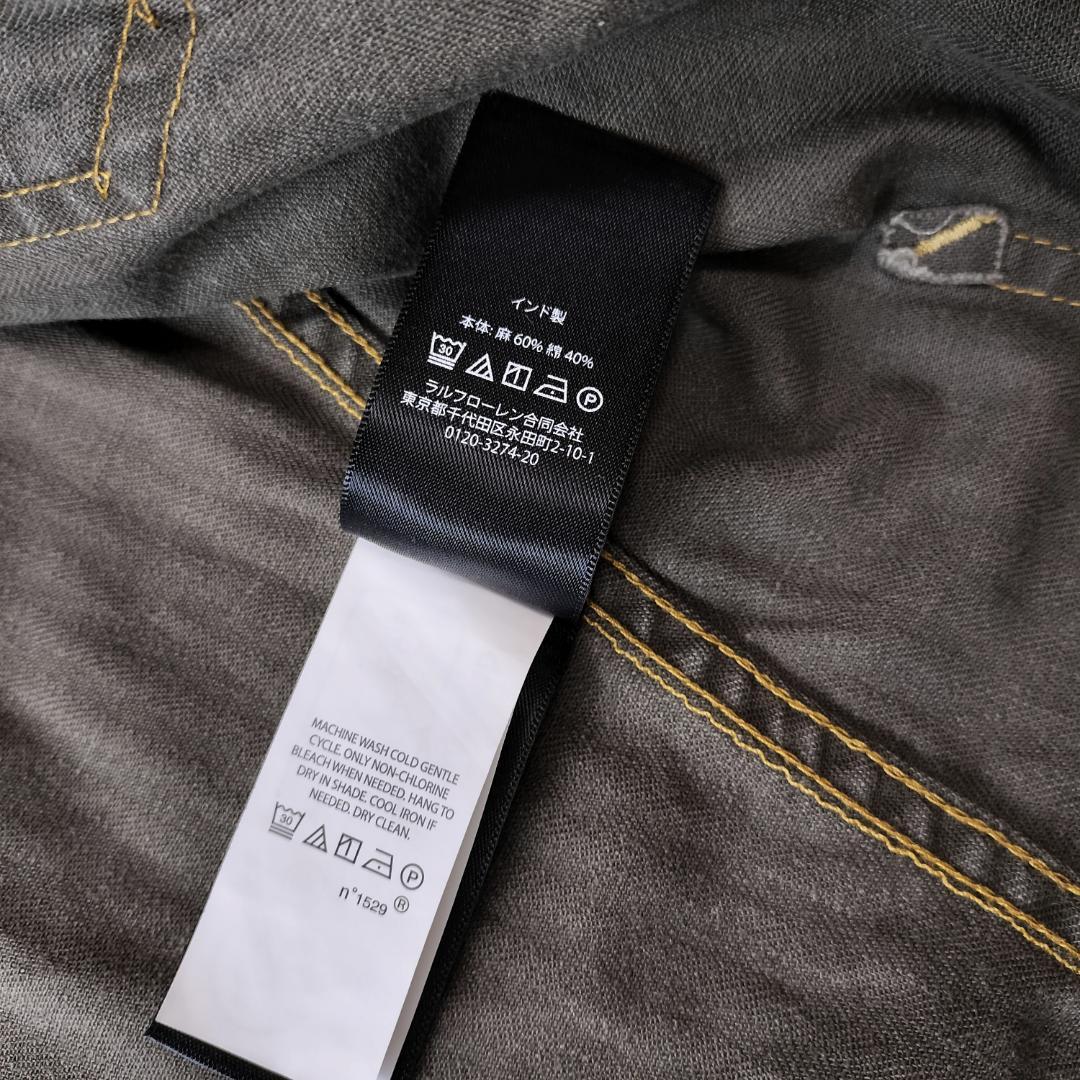 インド製
本体: 麻 60% 綿 40%
30
P
ラルフローレン合同会社
東京都千代田区永田町2-10-1
0120-3274-20
MACHINE WASH COLD GENTLE
CYCLE. ONLY NON-CHLORINE
BLEACH WHEN NEEDED. HANG TO
DRY IN SHADE. COOL IRON IF
NEEDED. DRY CLEAN.
30
P
n°1529 ®